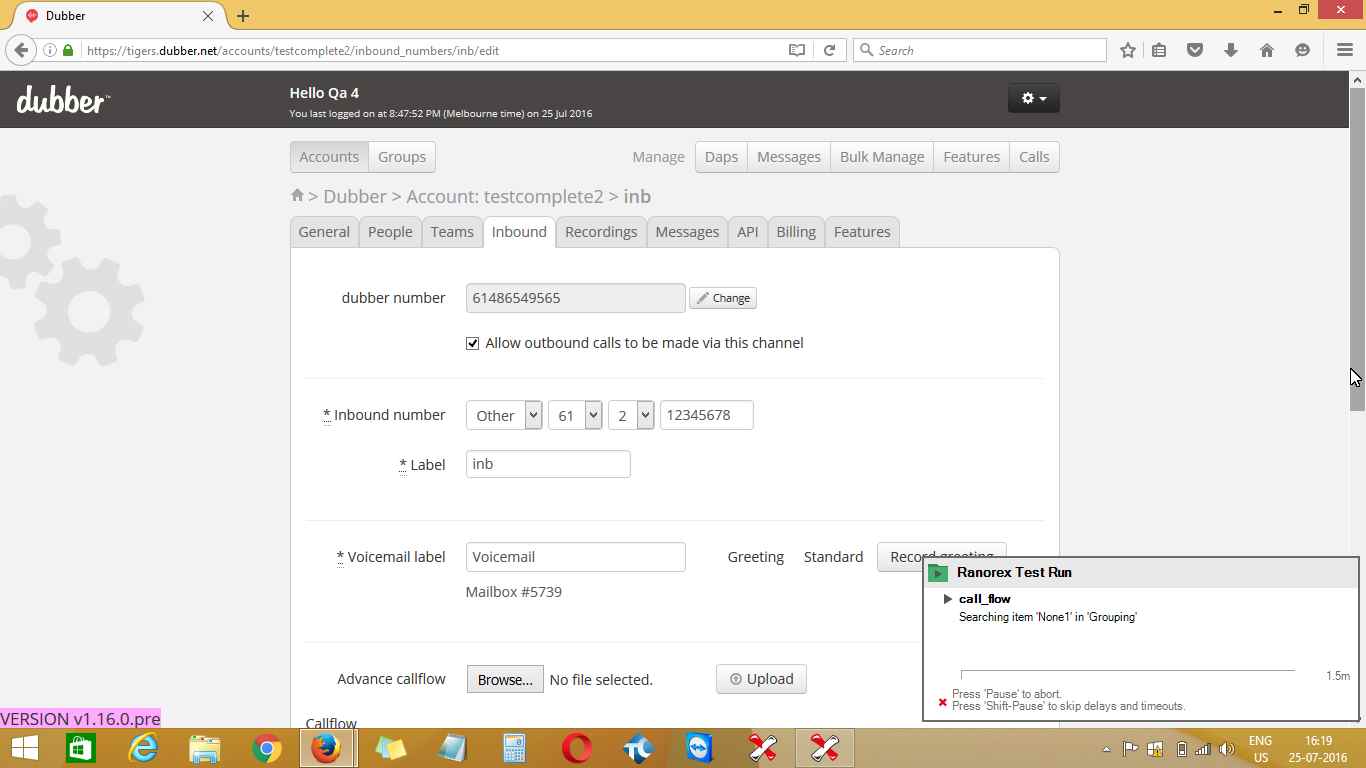 Dubber
https://tigers.dubber.net/accounts/testcomplete2/inbound_numbers/inb/edit
Search
dubber™
Hello Qa 4
You last logged on at 8:47:52 PM (Melbourne time) on 25 Jul 2016
Accounts Groups Manage Daps Messages Bulk Manage Features Calls
> Dubber > Account: testcomplete2 > inb
General People Teams Inbound Recordings Messages API Billing Features
dubber number 61486549565 Change
Allow outbound calls to be made via this channel
* Inbound number Other 61 2 12345678
* Label inb
* Voicemail label Voicemail Greeting Standard Record greeting
Mailbox #5739
Advance callflow Browse... No file selected. Upload
Callflow
Ranorex Test Run
call_flow
Searching item 'None1' in 'Grouping'
1.5m
Press 'Pause' to abort.
Press 'Shift-Pause' to skip delays and timeouts.
VERSION v1.16.0.pre
ENG
US
16:19
25-07-2016